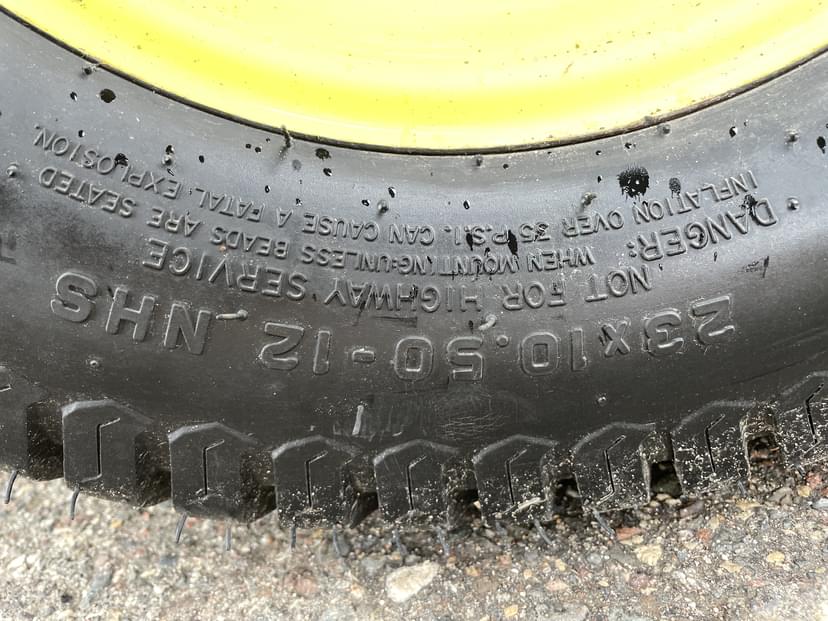 23x10.50-12 NHS
NOT FOR HIGHWAY SERVICE
DANGER: WHEN MOUNTING:UNLESS BEADS ARE SEATED
INFLATION OVER 35 P.S.I. CAN CAUSE A FATAL EXPLOSION.